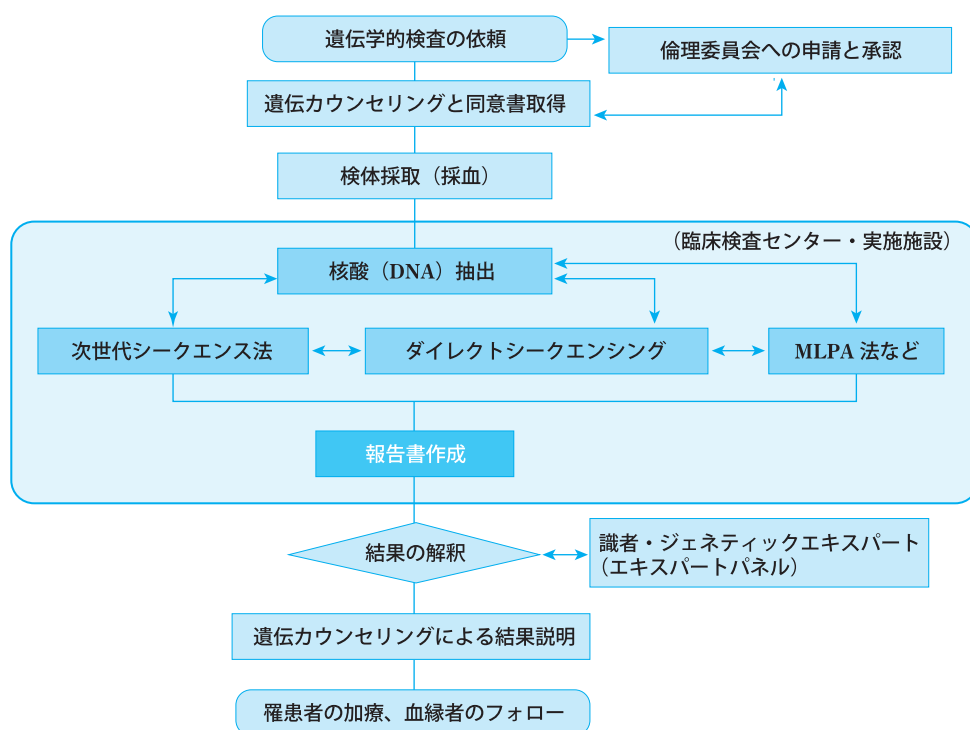 遺伝学的検査の依頼
倫理委員会への申請と承認
遺伝カウンセリングと同意書取得
検体採取（採血）
（臨床検査センター・実施施設）
核酸（DNA）抽出
次世代シークエンス法
ダイレクトシークエンシング
MLPA 法など
報告書作成
結果の解釈
識者・ジェネティックエキスパート
（エキスパートパネル）
遺伝カウンセリングによる結果説明
罹患者の加療、血縁者のフォロー